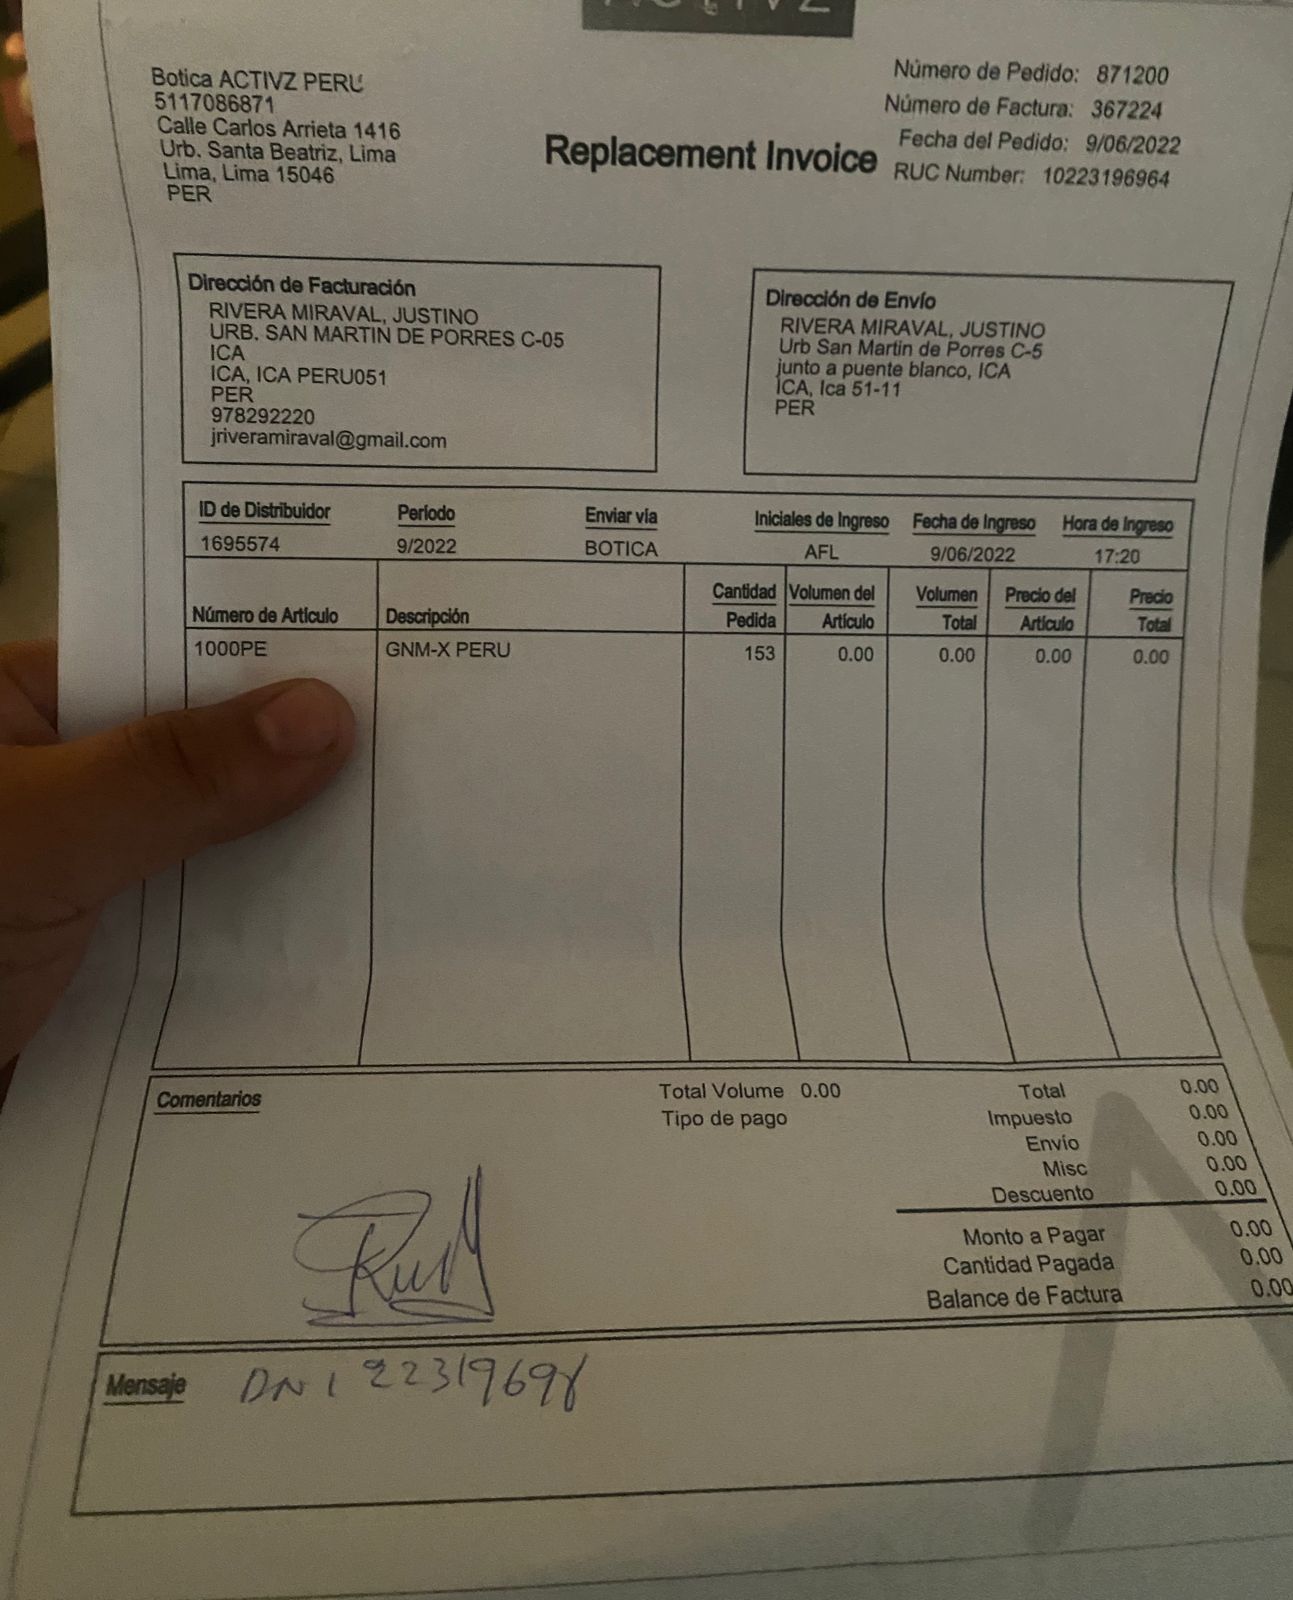 ACTIVZ
Botica ACTIVZ PERU
5117086871
Calle Carlos Arrieta 1416
Urb. Santa Beatriz, Lima
Lima, Lima 15046
PER
Replacement Invoice
Número de Pedido: 871200
Número de Factura: 367224
Fecha del Pedido: 9/06/2022
RUC Number: 10223196964
Dirección de Facturación
RIVERA MIRAVAL, JUSTINO
URB. SAN MARTIN DE PORRES C-05
ICA
ICA, ICA PERU051
PER
978292220
jriveramiraval@gmail.com
Dirección de Envío
RIVERA MIRAVAL, JUSTINO
Urb San Martin de Porres C-5
junto a puente blanco, ICA
ICA, Ica 51-11
PER
ID de Distribuidor Período Enviar vía Iniciales de Ingreso Fecha de Ingreso Hora de Ingreso
1695574 9/2022 BOTICA AFL 9/06/2022 17:20
Número de Artículo Descripción Cantidad Pedida Volumen del Artículo Volumen Total Precio del Artículo Precio Total
1000PE GNM-X PERU 153 0.00 0.00 0.00 0.00
Comentarios
Total Volume 0.00
Tipo de pago
Total 0.00
Impuesto 0.00
Envío 0.00
Misc 0.00
Descuento 0.00
Monto a Pagar 0.00
Cantidad Pagada 0.00
Balance de Factura 0.00
Mensaje DNI